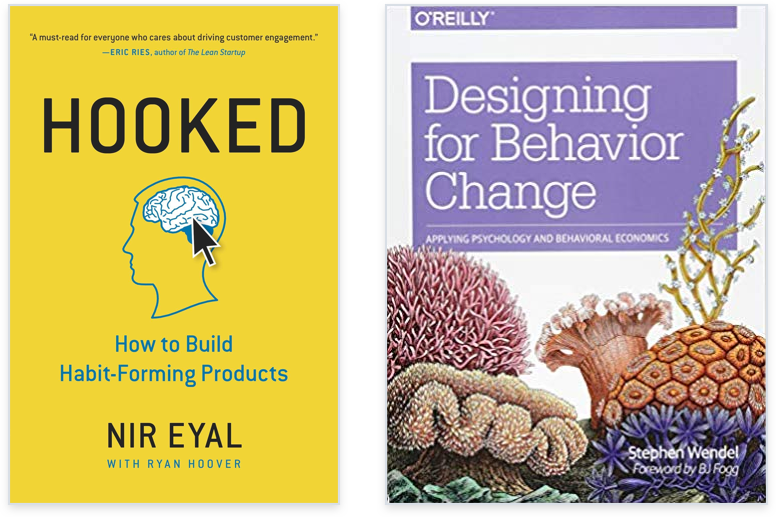 "A must-read for everyone who cares about driving customer engagement."
—ERIC RIES, author of The Lean Startup
HOOKED
How to Build
Habit-Forming Products
NIR EYAL
WITH RYAN HOOVER
O'REILLY®
Designing
for Behavior
Change
APPLYING PSYCHOLOGY AND BEHAVIORAL ECONOMICS
Stephen Wendel
Foreword by BJ Fogg